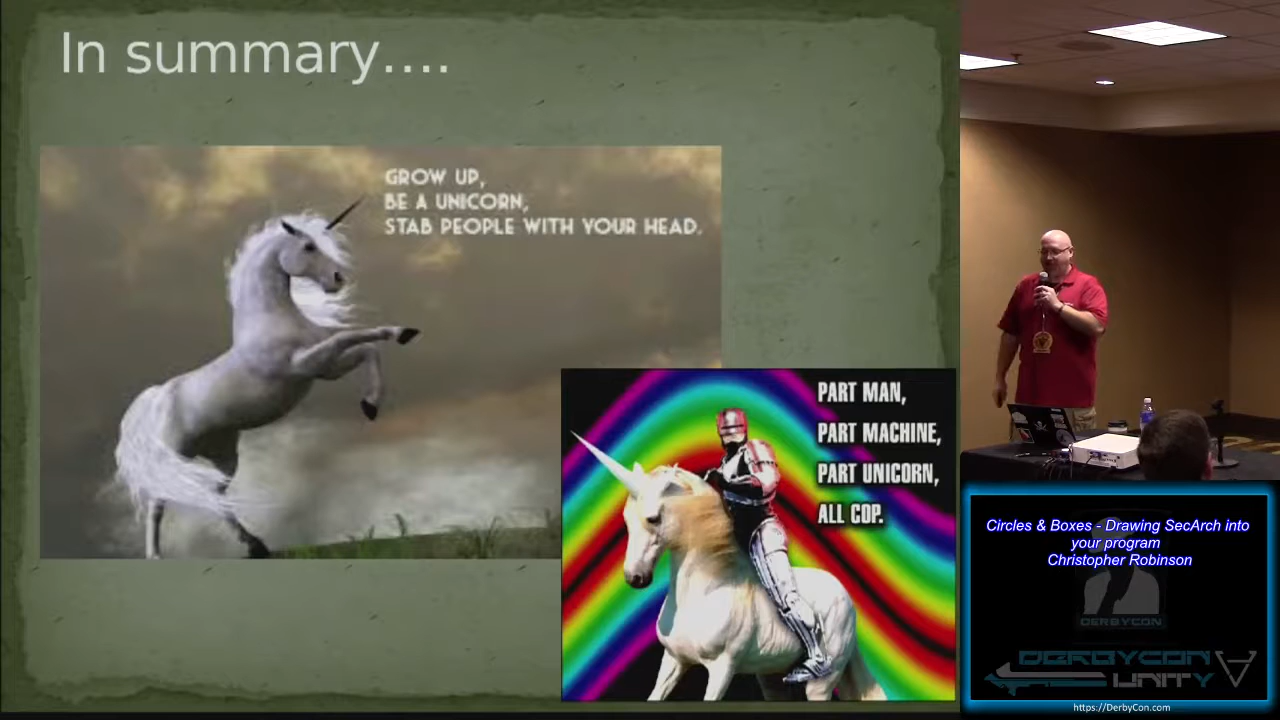 In summary....
GROW UP,
BE A UNICORN,
STAB PEOPLE WITH YOUR HEAD.
PART MAN,
PART MACHINE,
PART UNICORN,
ALL COP.
Circles & Boxes - Drawing SecArch into
your program
Christopher Robinson
DERBYCON
DERBYCON
UNITY
https://DerbyCon.com